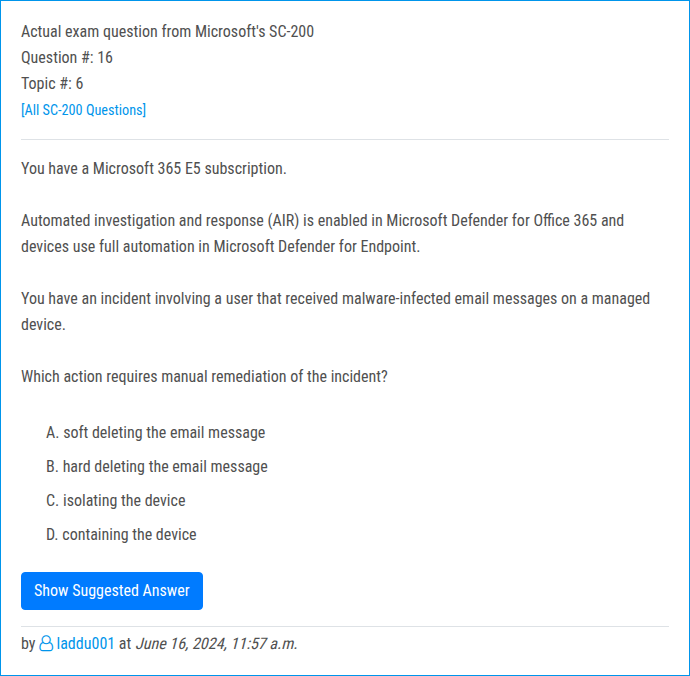 Actual exam question from Microsoft's SC-200
Question #: 16
Topic #: 6
[All SC-200 Questions]
You have a Microsoft 365 E5 subscription.
Automated investigation and response (AIR) is enabled in Microsoft Defender for Office 365 and
devices use full automation in Microsoft Defender for Endpoint.
You have an incident involving a user that received malware-infected email messages on a managed
device.
Which action requires manual remediation of the incident?
A. soft deleting the email message
B. hard deleting the email message
C. isolating the device
D. containing the device
Show Suggested Answer
by laddu001 at June 16, 2024, 11:57 a.m.